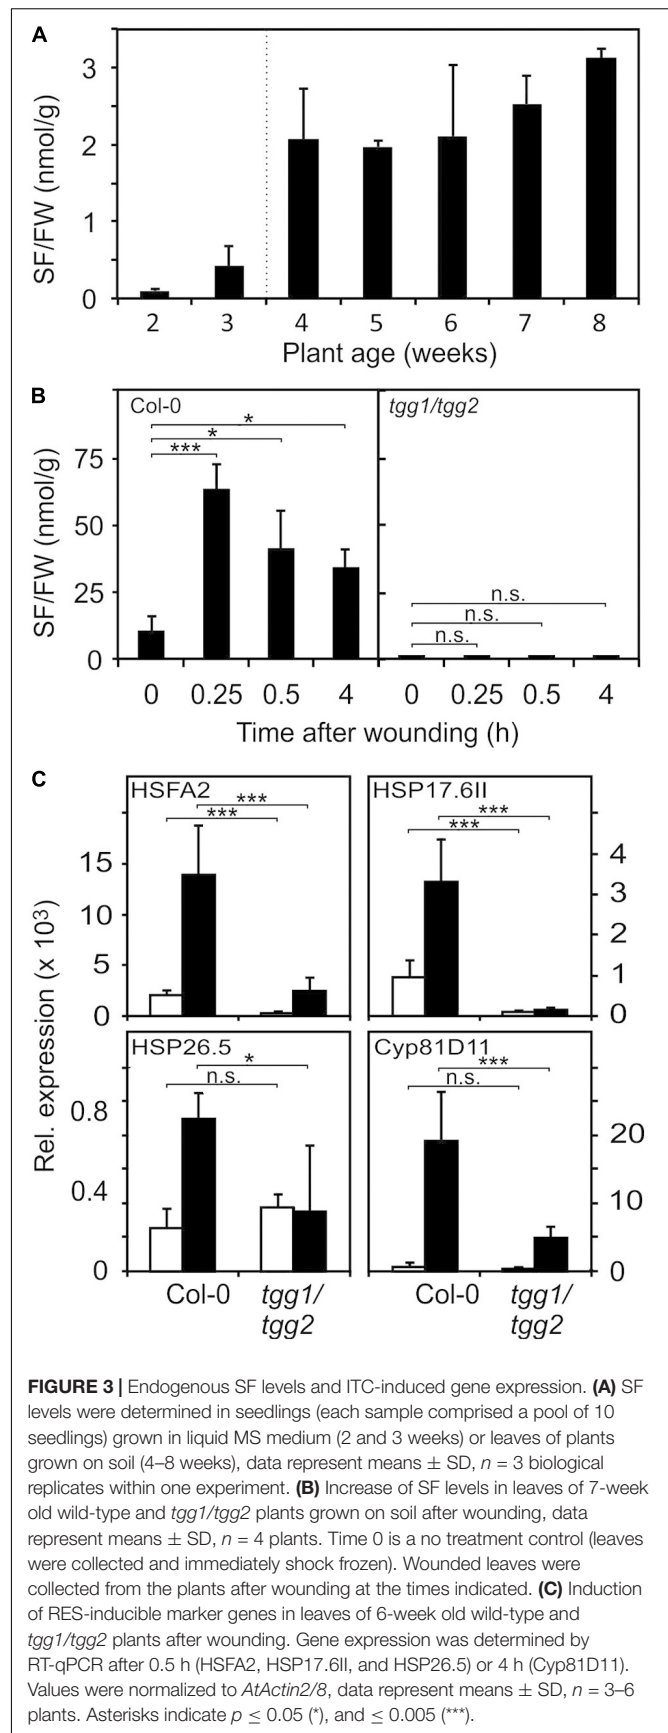 A
SF/FW (nmol/g)
3
2
1
0
2 3 4 5 6 7 8
Plant age (weeks)
B
Col-0
tgg1/tgg2
*
*
***
n.s.
n.s.
n.s.
SF/FW (nmol/g)
75
50
25
0
0 0.25 0.5 4 0 0.25 0.5 4
Time after wounding (h)
C
Rel. expression (x 10³)
HSFA2
***
***
15
10
5
0
HSP17.6II
***
***
4
3
2
1
0
HSP26.5
*
n.s.
0.8
0.4
0
Cyp81D11
***
n.s.
20
10
0
Col-0 tgg1/ Col-0 tgg1/
tgg2 tgg2
FIGURE 3 | Endogenous SF levels and ITC-induced gene expression. (A) SF
levels were determined in seedlings (each sample comprised a pool of 10
seedlings) grown in liquid MS medium (2 and 3 weeks) or leaves of plants
grown on soil (4–8 weeks), data represent means ± SD, n = 3 biological
replicates within one experiment. (B) Increase of SF levels in leaves of 7-week
old wild-type and tgg1/tgg2 plants grown on soil after wounding, data
represent means ± SD, n = 4 plants. Time 0 is a no treatment control (leaves
were collected and immediately shock frozen). Wounded leaves were
collected from the plants after wounding at the times indicated. (C) Induction
of RES-inducible marker genes in leaves of 6-week old wild-type and
tgg1/tgg2 plants after wounding. Gene expression was determined by
RT-qPCR after 0.5 h (HSFA2, HSP17.6II, and HSP26.5) or 4 h (Cyp81D11).
Values were normalized to AtActin2/8, data represent means ± SD, n = 3–6
plants. Asterisks indicate p ≤ 0.05 (*), and ≤ 0.005 (***).